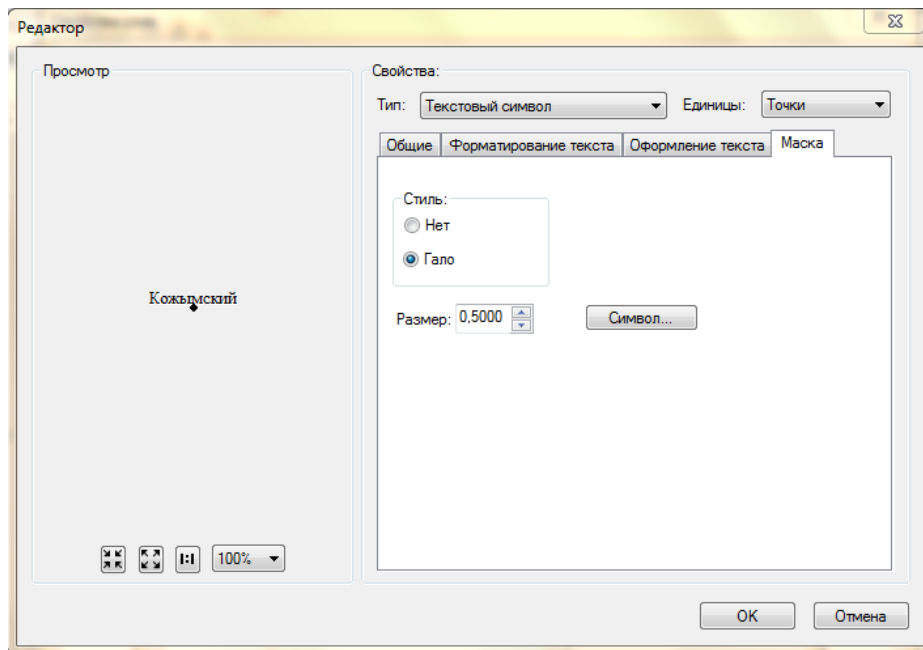 Редактор
Просмотр
Кожымский
100%
Свойства:
Тип: Текстовый символ Единицы: Точки
Общие Форматирование текста Оформление текста Маска
Стиль:
Нет
Гало
Размер: 0,5000 Символ...
OK Отмена